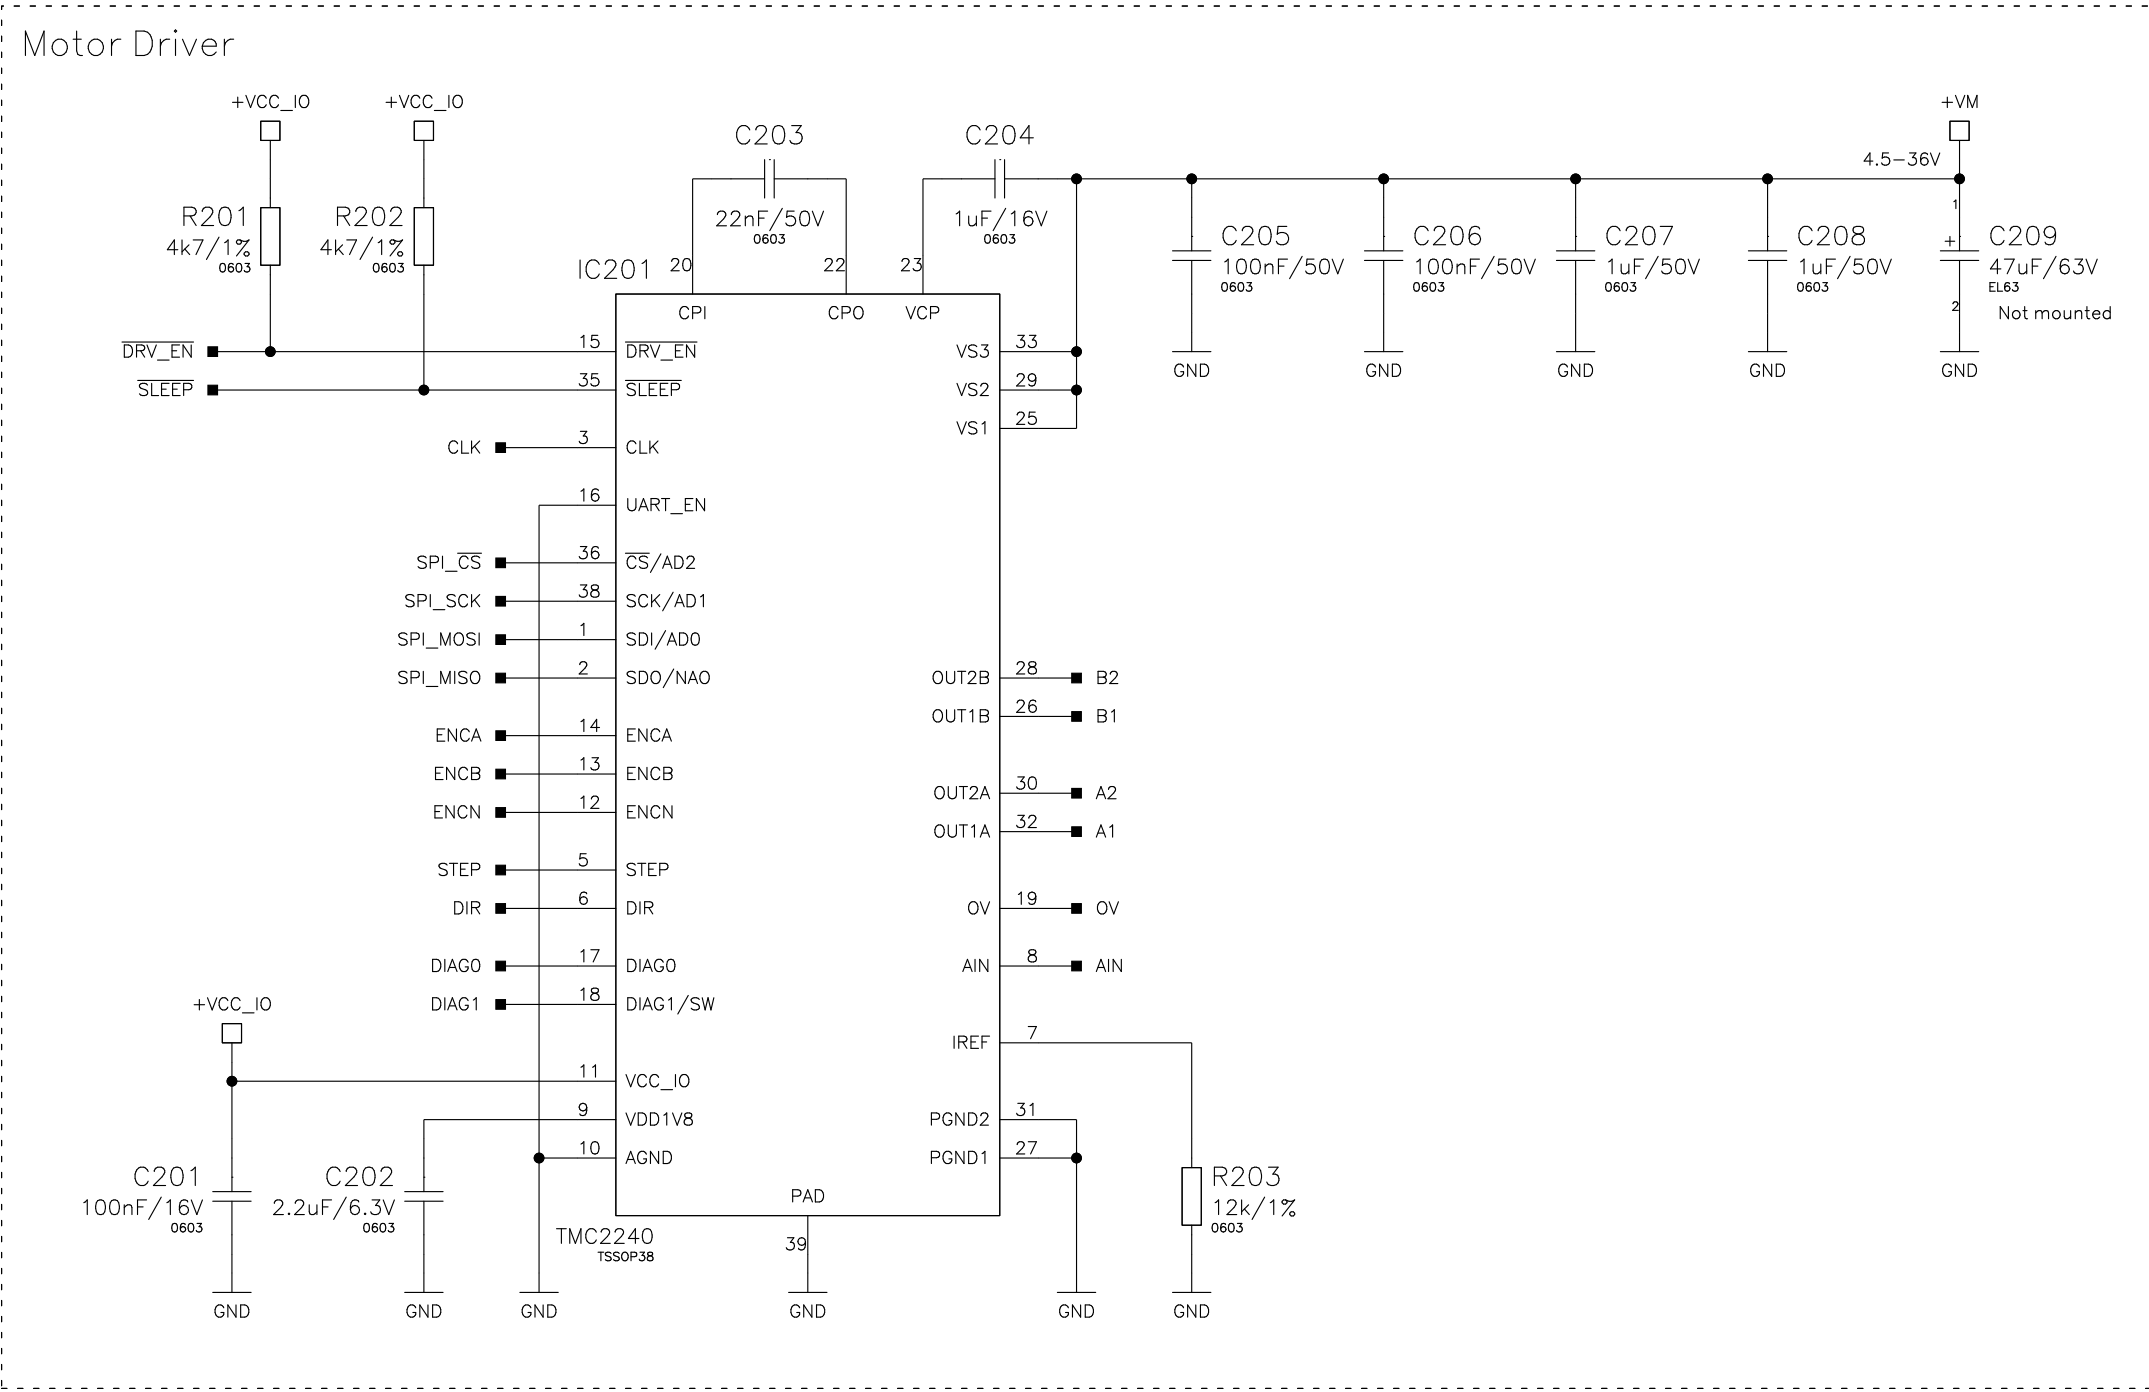 Motor Driver
+VCC_IO
+VCC_IO
+VM
C203
C204
4.5-36V
R201
4k7/1%
0603
R202
4k7/1%
0603
22nF/50V
0603
1uF/16V
0603
1
+
2
C205
100nF/50V
0603
C206
100nF/50V
0603
C207
1uF/50V
0603
C208
1uF/50V
0603
C209
47uF/63V
EL63
Not mounted
GND
GND
GND
GND
GND
IC201
20
22
23
CPI
CPO
VCP
DRV_EN
15
DRV_EN
VS3
33
SLEEP
35
SLEEP
VS2
29
VS1
25
CLK
3
CLK
16
UART_EN
SPI_CS
36
CS/AD2
SPI_SCK
38
SCK/AD1
SPI_MOSI
1
SDI/AD0
SPI_MISO
2
SDO/NAO
OUT2B
28
B2
OUT1B
26
B1
ENCA
14
ENCA
ENCB
13
ENCB
OUT2A
30
A2
ENCN
12
ENCN
OUT1A
32
A1
STEP
5
STEP
DIR
6
DIR
OV
19
OV
DIAG0
17
DIAG0
AIN
8
AIN
DIAG1
18
DIAG1/SW
+VCC_IO
IREF
7
11
VCC_IO
9
VDD1V8
PGND2
31
10
AGND
PGND1
27
C201
100nF/16V
0603
C202
2.2uF/6.3V
0603
PAD
39
R203
12k/1%
0603
TMC2240
TSSOP38
GND
GND
GND
GND
GND
GND